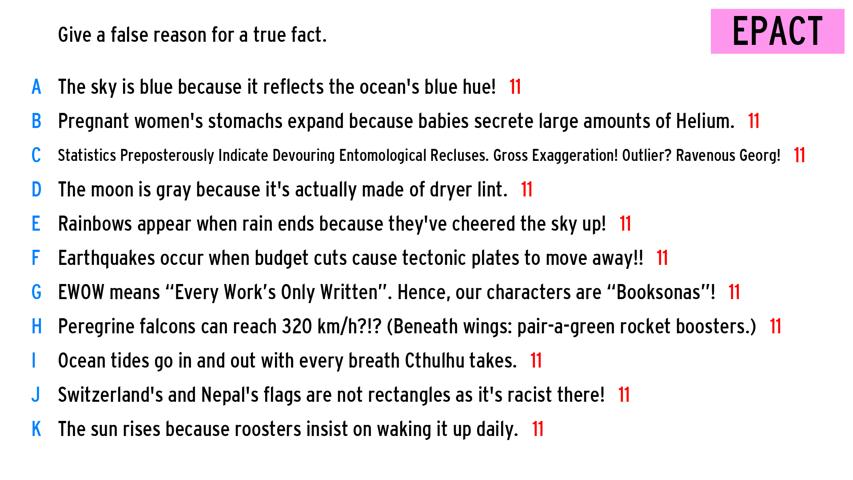 Give a false reason for a true fact.
EPACT
A The sky is blue because it reflects the ocean's blue hue! 11
B Pregnant women's stomachs expand because babies secrete large amounts of Helium. 11
C Statistics Preposterously Indicate Devouring Entomological Recluses. Gross Exaggeration! Outlier? Ravenous Georg! 11
D The moon is gray because it's actually made of dryer lint. 11
E Rainbows appear when rain ends because they've cheered the sky up! 11
F Earthquakes occur when budget cuts cause tectonic plates to move away!! 11
G EWOW means “Every Work’s Only Written”. Hence, our characters are “Booksonas”! 11
H Peregrine falcons can reach 320 km/h?!? (Beneath wings: pair-a-green rocket boosters.) 11
I Ocean tides go in and out with every breath Cthulhu takes. 11
J Switzerland's and Nepal's flags are not rectangles as it's racist there! 11
K The sun rises because roosters insist on waking it up daily. 11